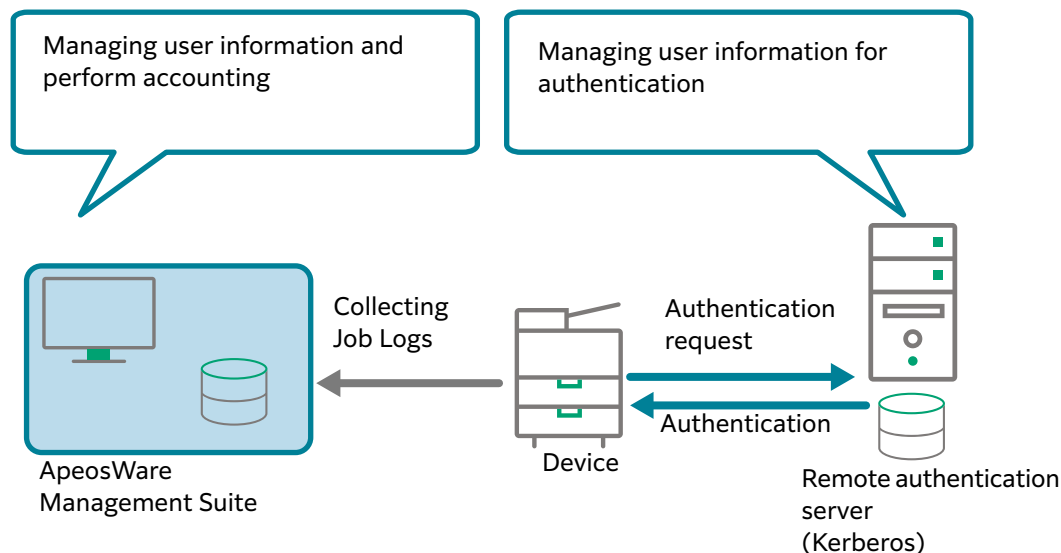 Managing user information and
perform accounting
Managing user information for
authentication
Collecting
Job Logs
Authentication
request
Authentication
Device
ApeosWare
Management Suite
Remote authentication
server
(Kerberos)